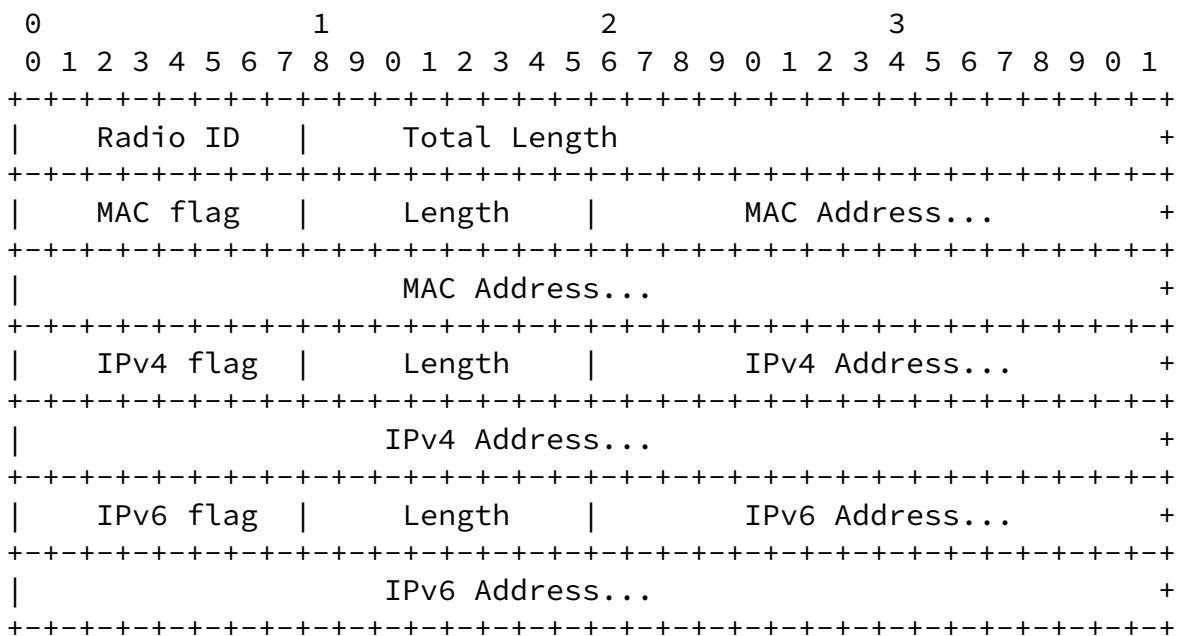 0                   1                   2                   3
 0 1 2 3 4 5 6 7 8 9 0 1 2 3 4 5 6 7 8 9 0 1 2 3 4 5 6 7 8 9 0 1
+-+-+-+-+-+-+-+-+-+-+-+-+-+-+-+-+-+-+-+-+-+-+-+-+-+-+-+-+-+-+-+-+
|    Radio ID   |     Total Length                              +
+-+-+-+-+-+-+-+-+-+-+-+-+-+-+-+-+-+-+-+-+-+-+-+-+-+-+-+-+-+-+-+-+
|    MAC flag   |     Length    |        MAC Address...         +
+-+-+-+-+-+-+-+-+-+-+-+-+-+-+-+-+-+-+-+-+-+-+-+-+-+-+-+-+-+-+-+-+
|                     MAC Address...                            +
+-+-+-+-+-+-+-+-+-+-+-+-+-+-+-+-+-+-+-+-+-+-+-+-+-+-+-+-+-+-+-+-+
|    IPv4 flag  |     Length    |        IPv4 Address...        +
+-+-+-+-+-+-+-+-+-+-+-+-+-+-+-+-+-+-+-+-+-+-+-+-+-+-+-+-+-+-+-+-+
|                    IPv4 Address...                            +
+-+-+-+-+-+-+-+-+-+-+-+-+-+-+-+-+-+-+-+-+-+-+-+-+-+-+-+-+-+-+-+-+
|    IPv6 flag  |     Length    |        IPv6 Address...        +
+-+-+-+-+-+-+-+-+-+-+-+-+-+-+-+-+-+-+-+-+-+-+-+-+-+-+-+-+-+-+-+-+
|                    IPv6 Address...                            +
+-+-+-+-+-+-+-+-+-+-+-+-+-+-+-+-+-+-+-+-+-+-+-+-+-+-+-+-+-+-+-+-+